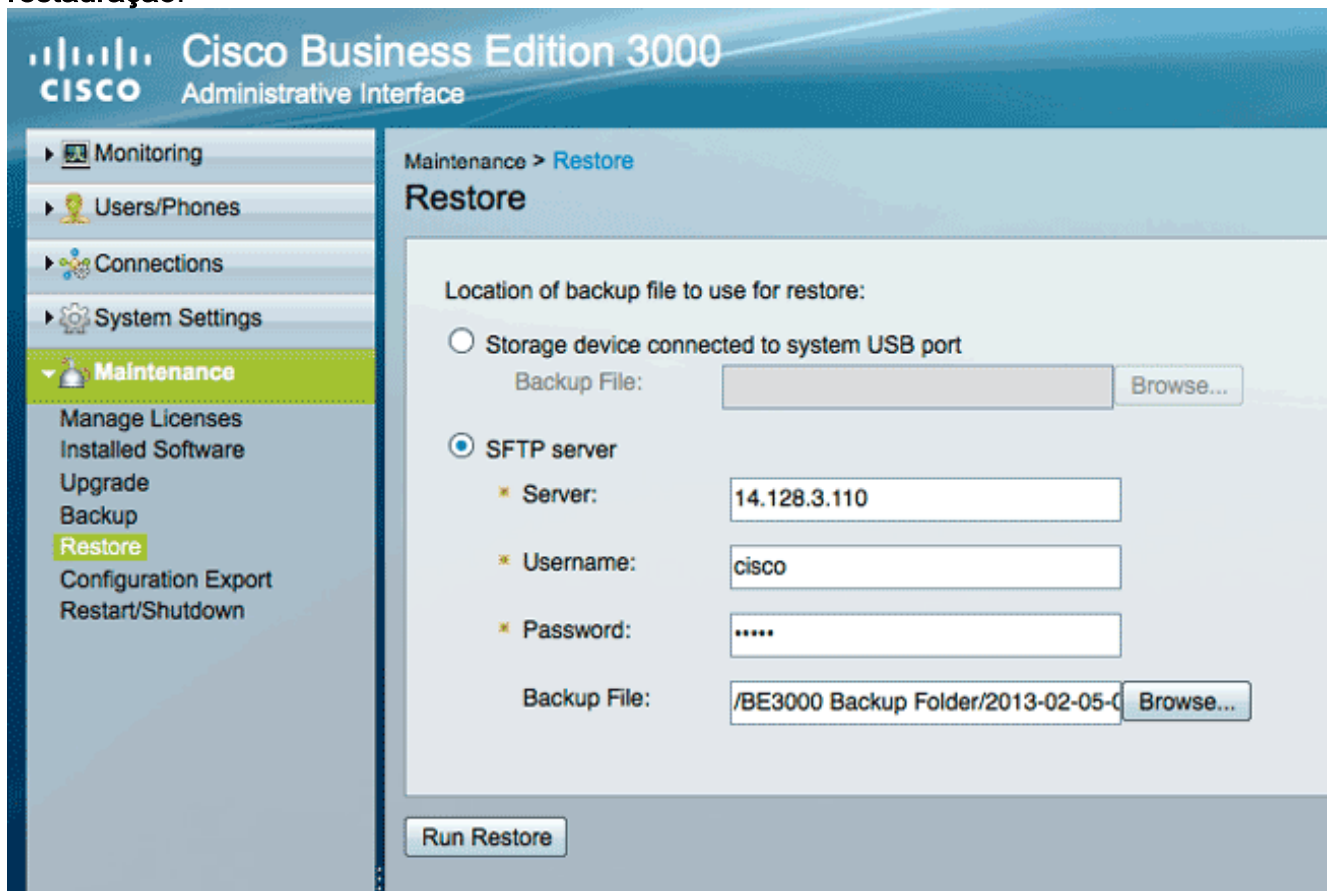 restauração.
Cisco Business Edition 3000
CISCO Administrative Interface
Monitoring
Users/Phones
Connections
System Settings
Maintenance
Manage Licenses
Installed Software
Upgrade
Backup
Restore
Configuration Export
Restart/Shutdown
Maintenance > Restore
Restore
Location of backup file to use for restore:
Storage device connected to system USB port
Backup File: Browse...
SFTP server
* Server: 14.128.3.110
* Username: cisco
* Password: •••••
Backup File: /BE3000 Backup Folder/2013-02-05- Browse...
Run Restore